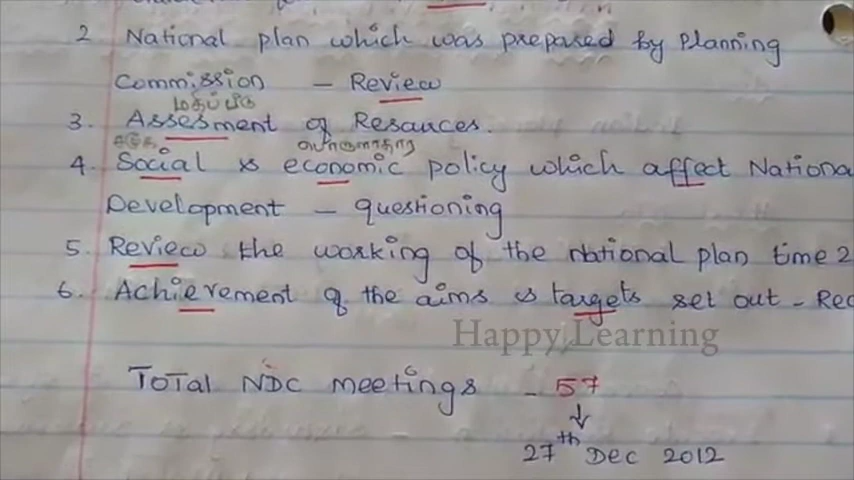 2 National plan which was prepared by Planning
Commission - Review
மதிப்பீடு
3. Assesment of Resources.
சமூக பொருளாதார
4. Social & economic policy which affect Nationa
Development - questioning
5. Review the working of the national plan time 2
6. Achievement of the aims & targets set out - Rec
Happy Learning
Total NDC meetings - 57
27th Dec 2012